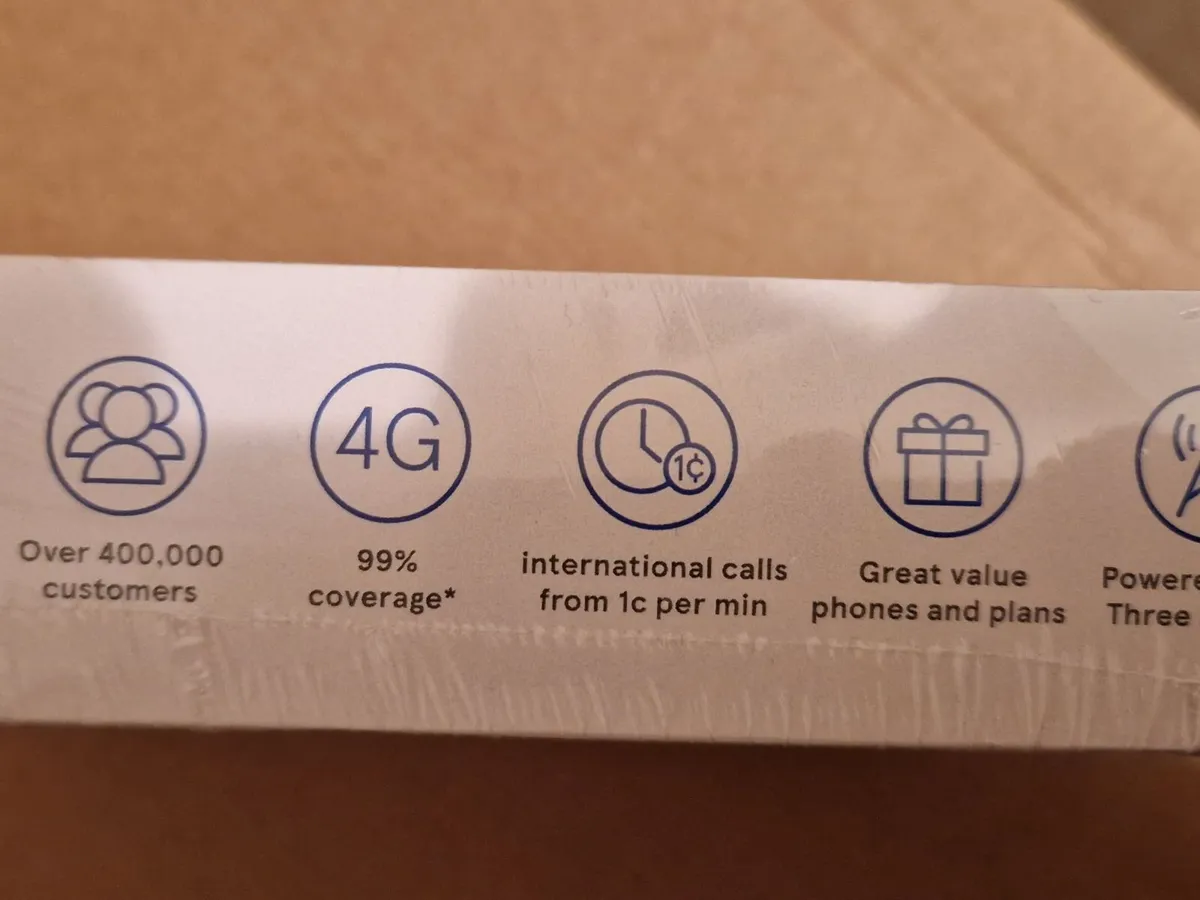 4G
1¢
Over 400,000
customers
99%
coverage*
international calls
from 1c per min
Great value
phones and plans
Three